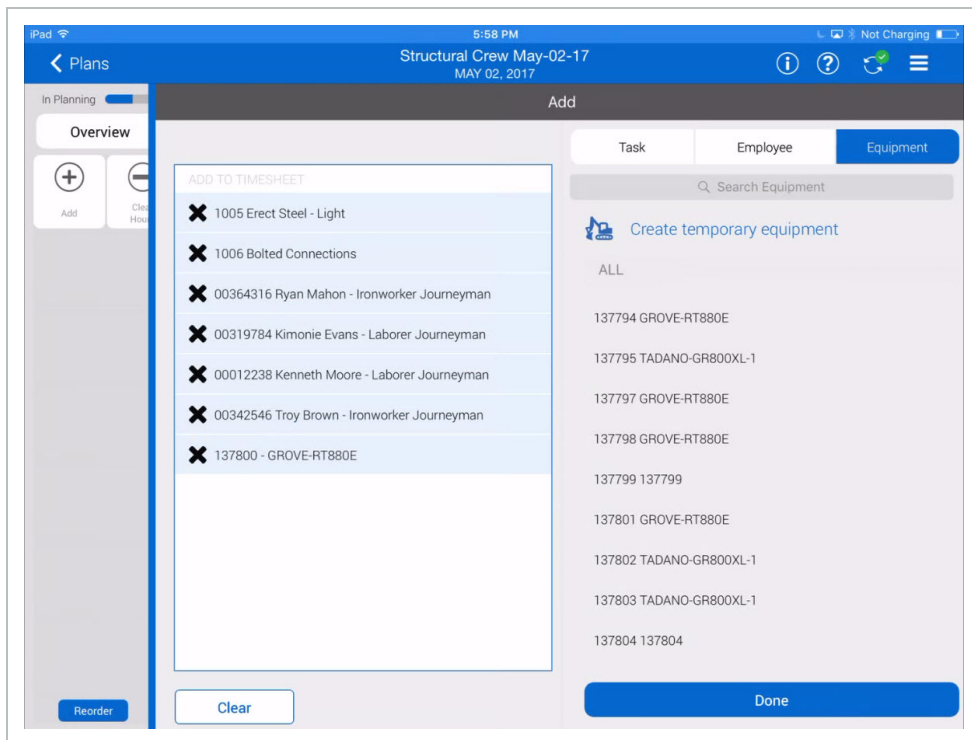 iPad
5:58 PM
Not Charging
Plans
Structural Crew May-02-17
MAY 02, 2017
In Planning
Overview
Add
Add
Task
Employee
Equipment
Search Equipment
Create temporary equipment
ALL
137794 GROVE-RT880E
137795 TADANO-GR800XL-1
137797 GROVE-RT880E
137798 GROVE-RT880E
137799 137799
137801 GROVE-RT880E
137802 TADANO-GR800XL-1
137803 TADANO-GR800XL-1
137804 137804
Done
ADD TO TIMESHEET
1005 Erect Steel - Light
1006 Bolted Connections
00364316 Ryan Mahon - Ironworker Journeyman
00319784 Kimonie Evans - Laborer Journeyman
00012238 Kenneth Moore - Laborer Journeyman
00342546 Troy Brown - Ironworker Journeyman
137800 - GROVE-RT880E
Clear
Reorder